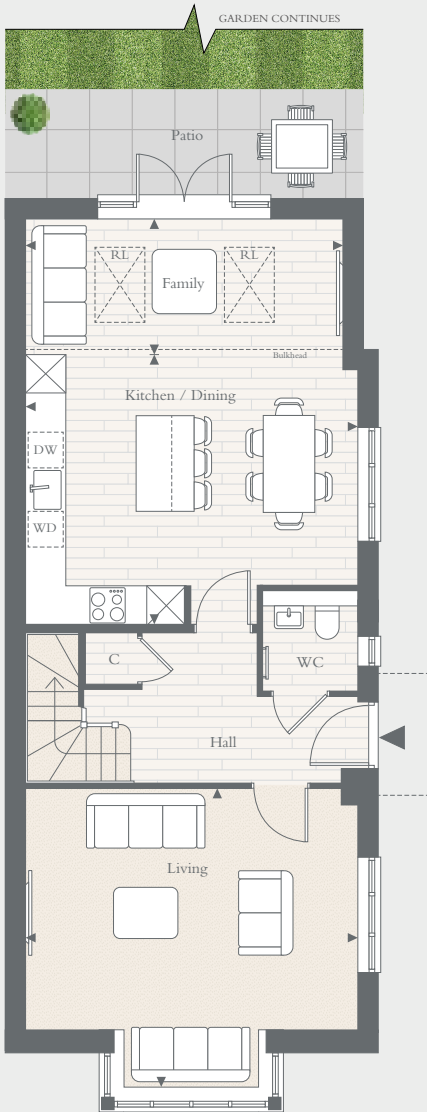 GARDEN CONTINUES
Patio
RL
RL
Family
Bulkhead
Kitchen / Dining
DW
WD
C
WC
Hall
Living